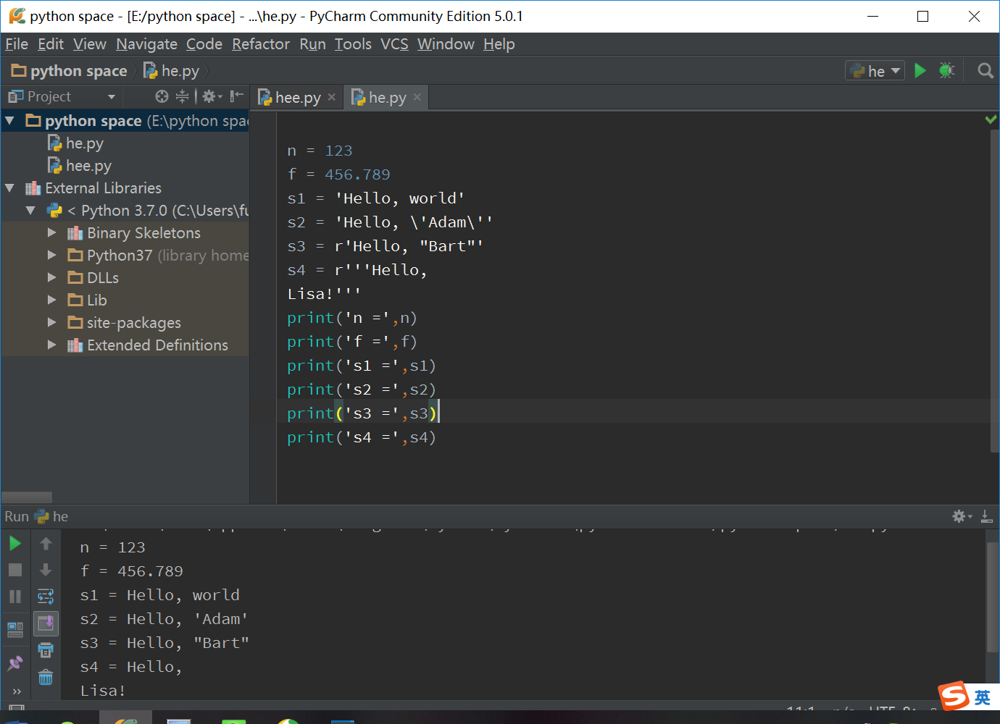 python space - [E:/python space] - ...\he.py - PyCharm Community Edition 5.0.1
File Edit View Navigate Code Refactor Run Tools VCS Window Help
python space he.py he
Project hee.py he.py
python space (E:\python spac
he.py
hee.py
External Libraries
< Python 3.7.0 (C:\Users\fu
Binary Skeletons
Python37 (library home
DLLs
Lib
site-packages
Extended Definitions
n = 123
f = 456.789
s1 = 'Hello, world'
s2 = 'Hello, \'Adam\''
s3 = r'Hello, "Bart"'
s4 = r'''Hello,
Lisa!'''
print('n =',n)
print('f =',f)
print('s1 =',s1)
print('s2 =',s2)
print('s3 =',s3)
print('s4 =',s4)
Run he
n = 123
f = 456.789
s1 = Hello, world
s2 = Hello, 'Adam'
s3 = Hello, "Bart"
s4 = Hello,
Lisa!
S 英